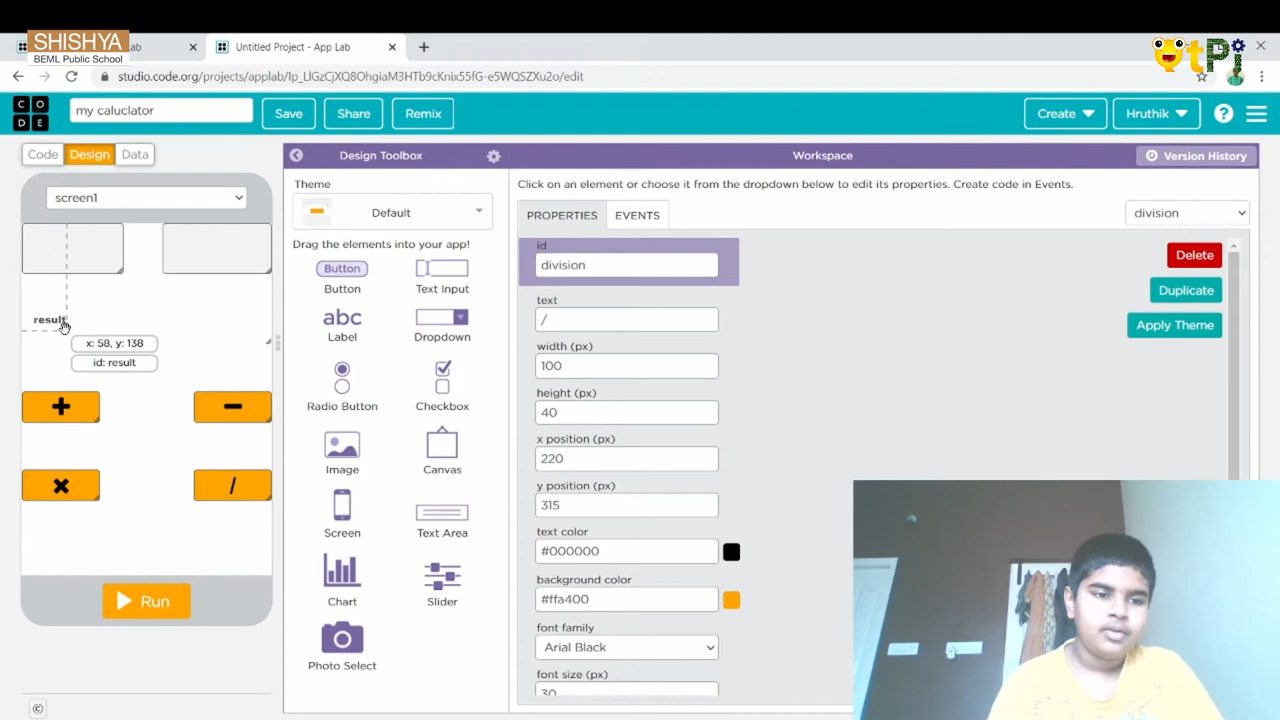 SHISHYA
BEML Public School
ab
Untitled Project - App Lab
otPi
studio.code.org/projects/applab/Ip_lJGzCjXQ8OhgiaM3HTb9cKnix55fG-e5WQSZXu2o/edit
CODE
my caluclator
Save
Share
Remix
Create
Hruthik
?
Code
Design
Data
Design Toolbox
Workspace
Version History
screen1
Theme
Default
Drag the elements into your app!
Button
Button
Text Input
abc
Label
Dropdown
Radio Button
Checkbox
Image
Canvas
Screen
Text Area
Chart
Slider
Photo Select
result
x: 58, y: 138
id: result
+
-
×
/
Run
©
Click on an element or choose it from the dropdown below to edit its properties. Create code in Events.
PROPERTIES
EVENTS
division
id
division
Delete
text
/
Duplicate
Apply Theme
width (px)
100
height (px)
40
x position (px)
220
y position (px)
315
text color
#000000
background color
#ffa400
font family
Arial Black
font size (px)
30